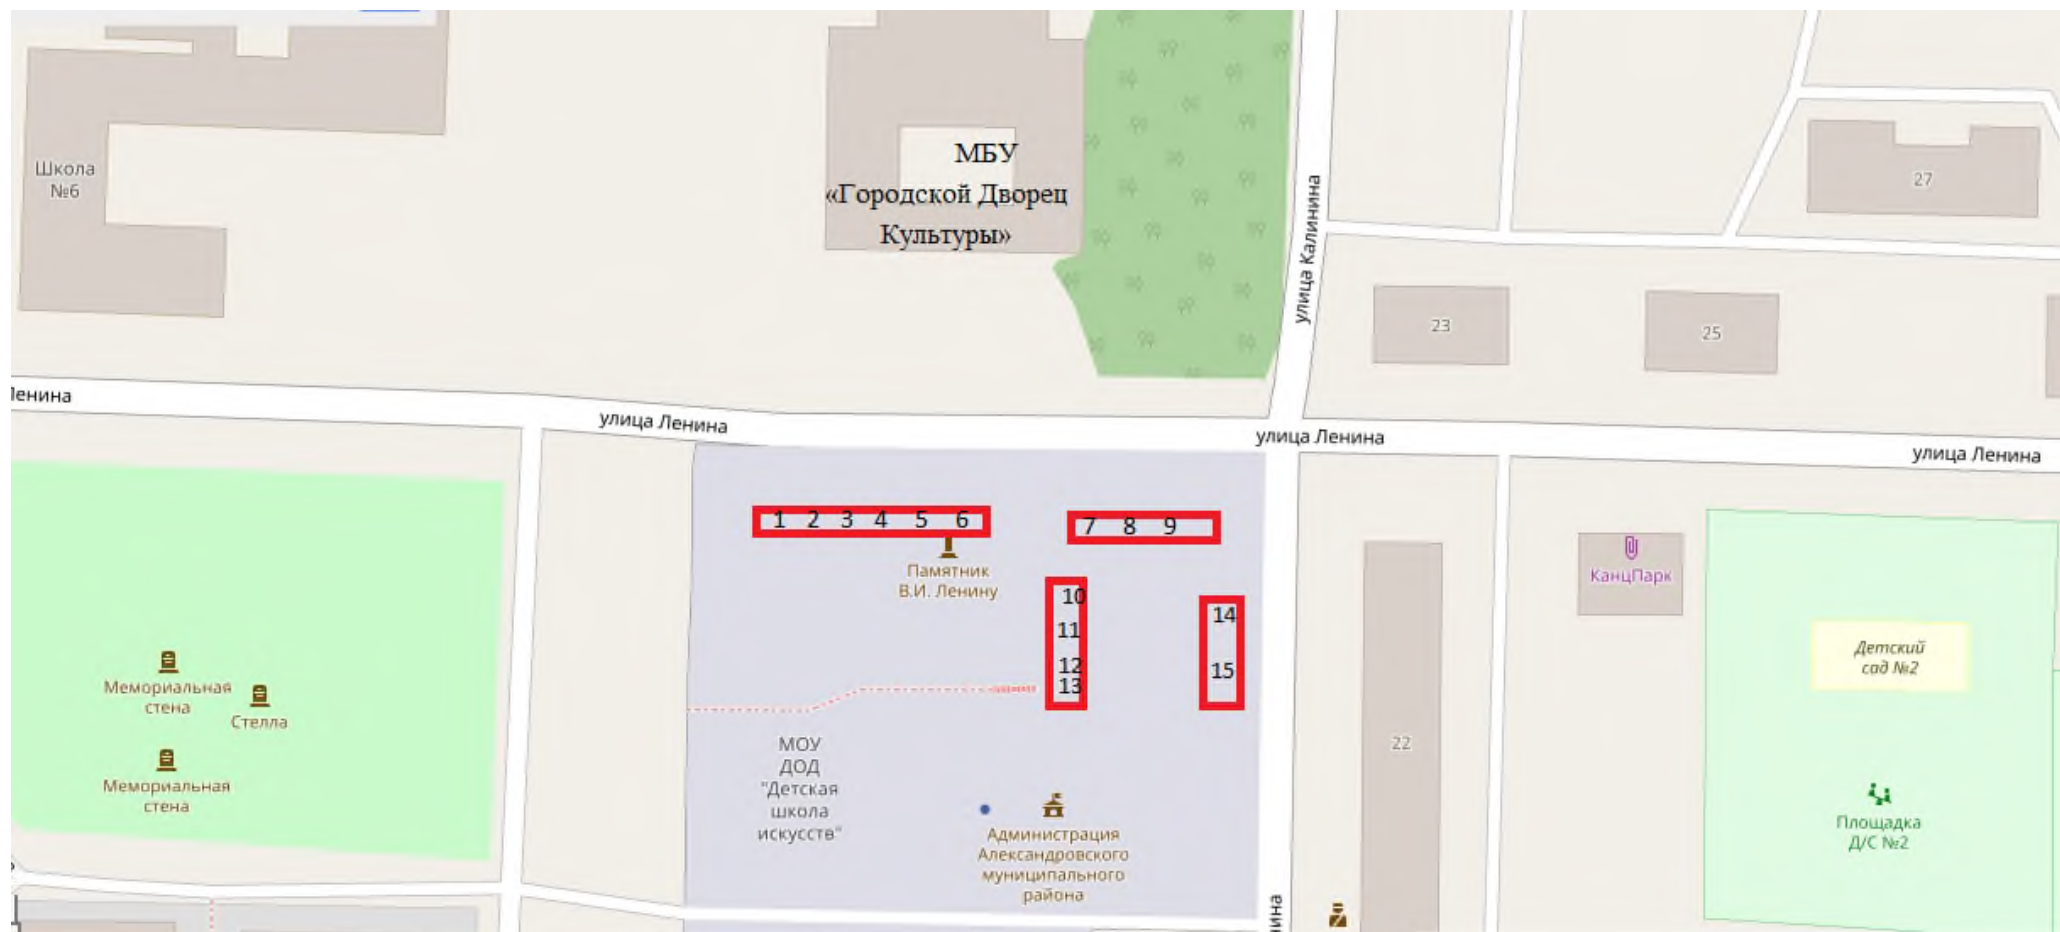 МБУ
«Городской Дворец
Культуры»
Школа
№6
улица Калинина
27
23
25
Ленина
улица Ленина
улица Ленина
улица Ленина
1 2 3 4 5 6
7 8 9
Памятник
В.И. Ленину
10
11
12
13
14
15
КанцПарк
Детский
сад №2
Мемориальная
стена
Стелла
Мемориальная
стена
МОУ
ДОД
"Детская
школа
искусств"
22
Администрация
Александровского
муниципального
района
Площадка
Д/С №2
ина